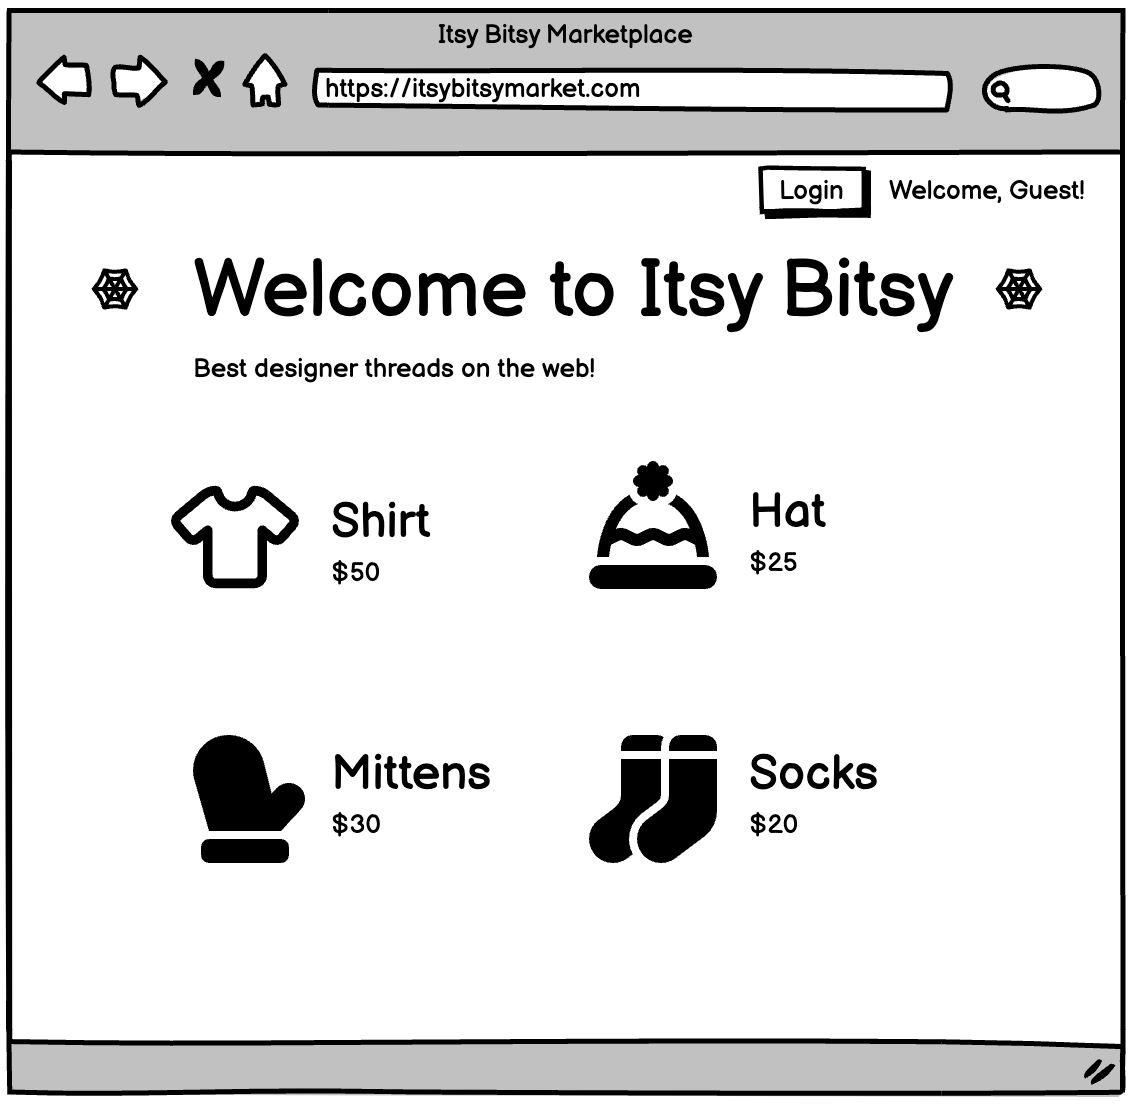 Itsy Bitsy Marketplace
https://itsybitsymarket.com
Login
Welcome, Guest!
Welcome to Itsy Bitsy
Best designer threads on the web!
Shirt
$50
Hat
$25
Mittens
$30
Socks
$20